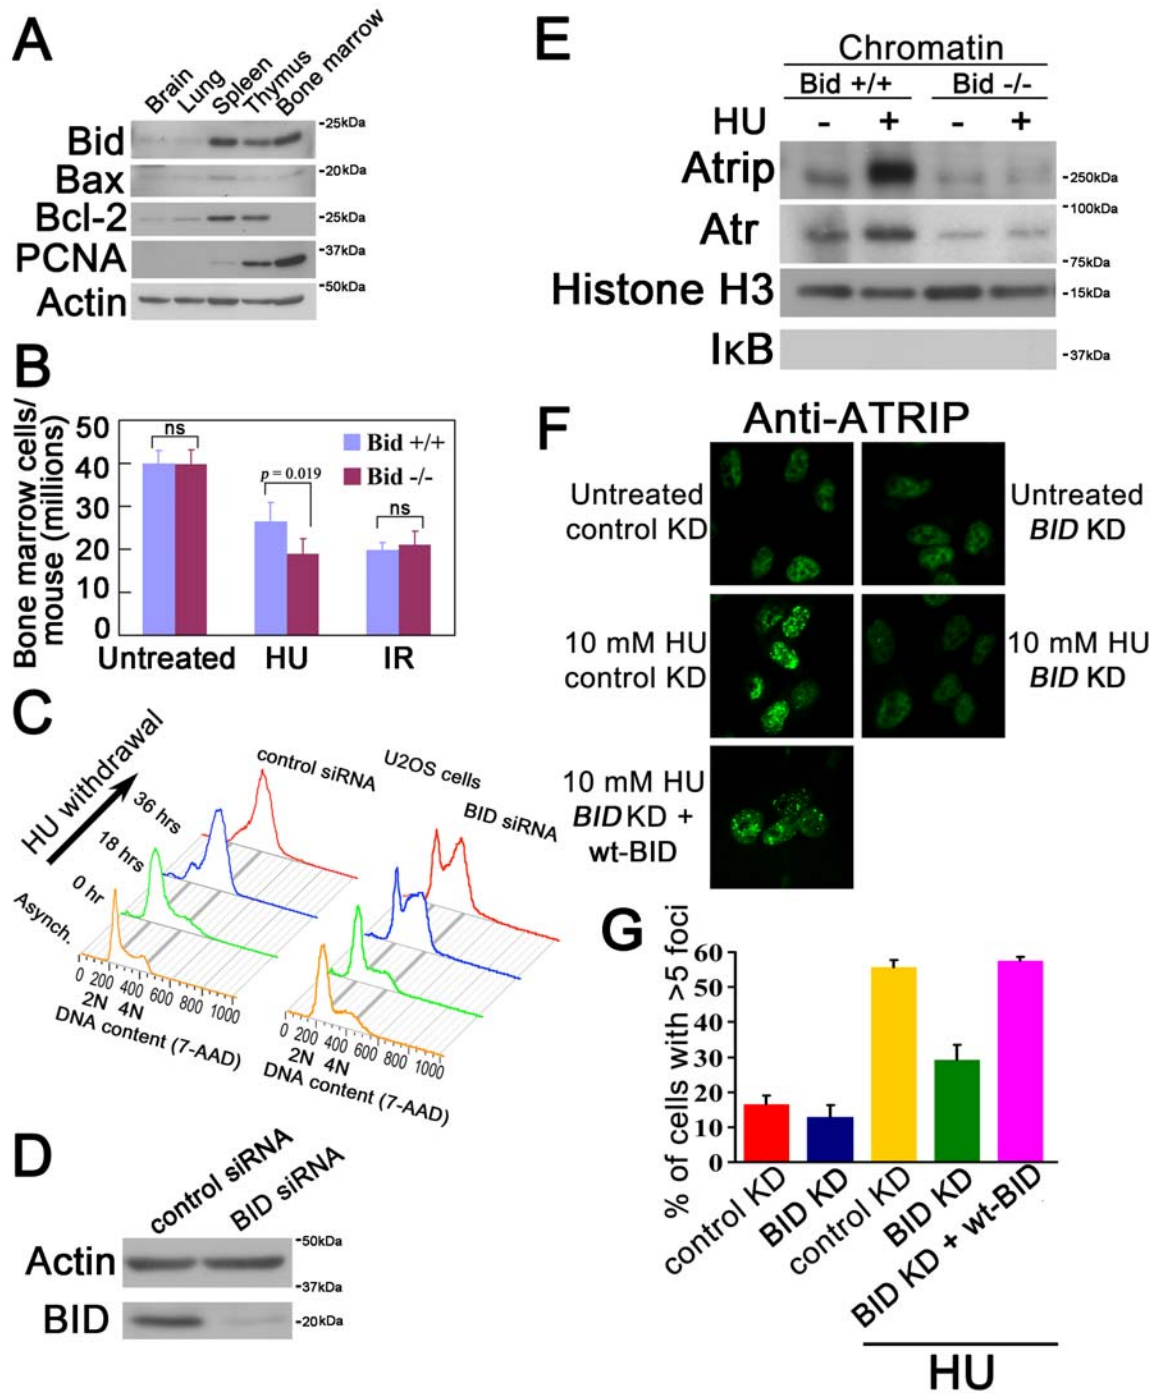 A
Brain
Lung
Spleen
Thymus
Bone marrow
Bid
-25kDa
Bax
-20kDa
Bcl-2
-25kDa
PCNA
-37kDa
Actin
-50kDa
B
Bone marrow cells/
mouse (millions)
50
40
30
20
10
0
ns
p = 0.019
ns
Bid +/+
Bid -/-
Untreated
HU
IR
C
HU withdrawal
36 hrs
18 hrs
0 hr
Asynch.
control siRNA
U2OS cells
BID siRNA
0 200 400 600 800 1000
2N 4N
DNA content (7-AAD)
0 200 400 600 800 1000
2N 4N
DNA content (7-AAD)
D
control siRNA
BID siRNA
Actin
-50kDa
-37kDa
BID
-20kDa
E
Chromatin
Bid +/+ Bid -/-
HU - + - +
Atrip
-250kDa
-100kDa
Atr
-75kDa
Histone H3
-15kDa
IκB
-37kDa
F
Anti-ATRIP
Untreated
control KD
Untreated
BID KD
10 mM HU
control KD
10 mM HU
BID KD
10 mM HU
BID KD +
wt-BID
G
% of cells with >5 foci
60
50
40
30
20
10
0
control KD
BID KD
control KD
BID KD
BID KD + wt-BID
HU